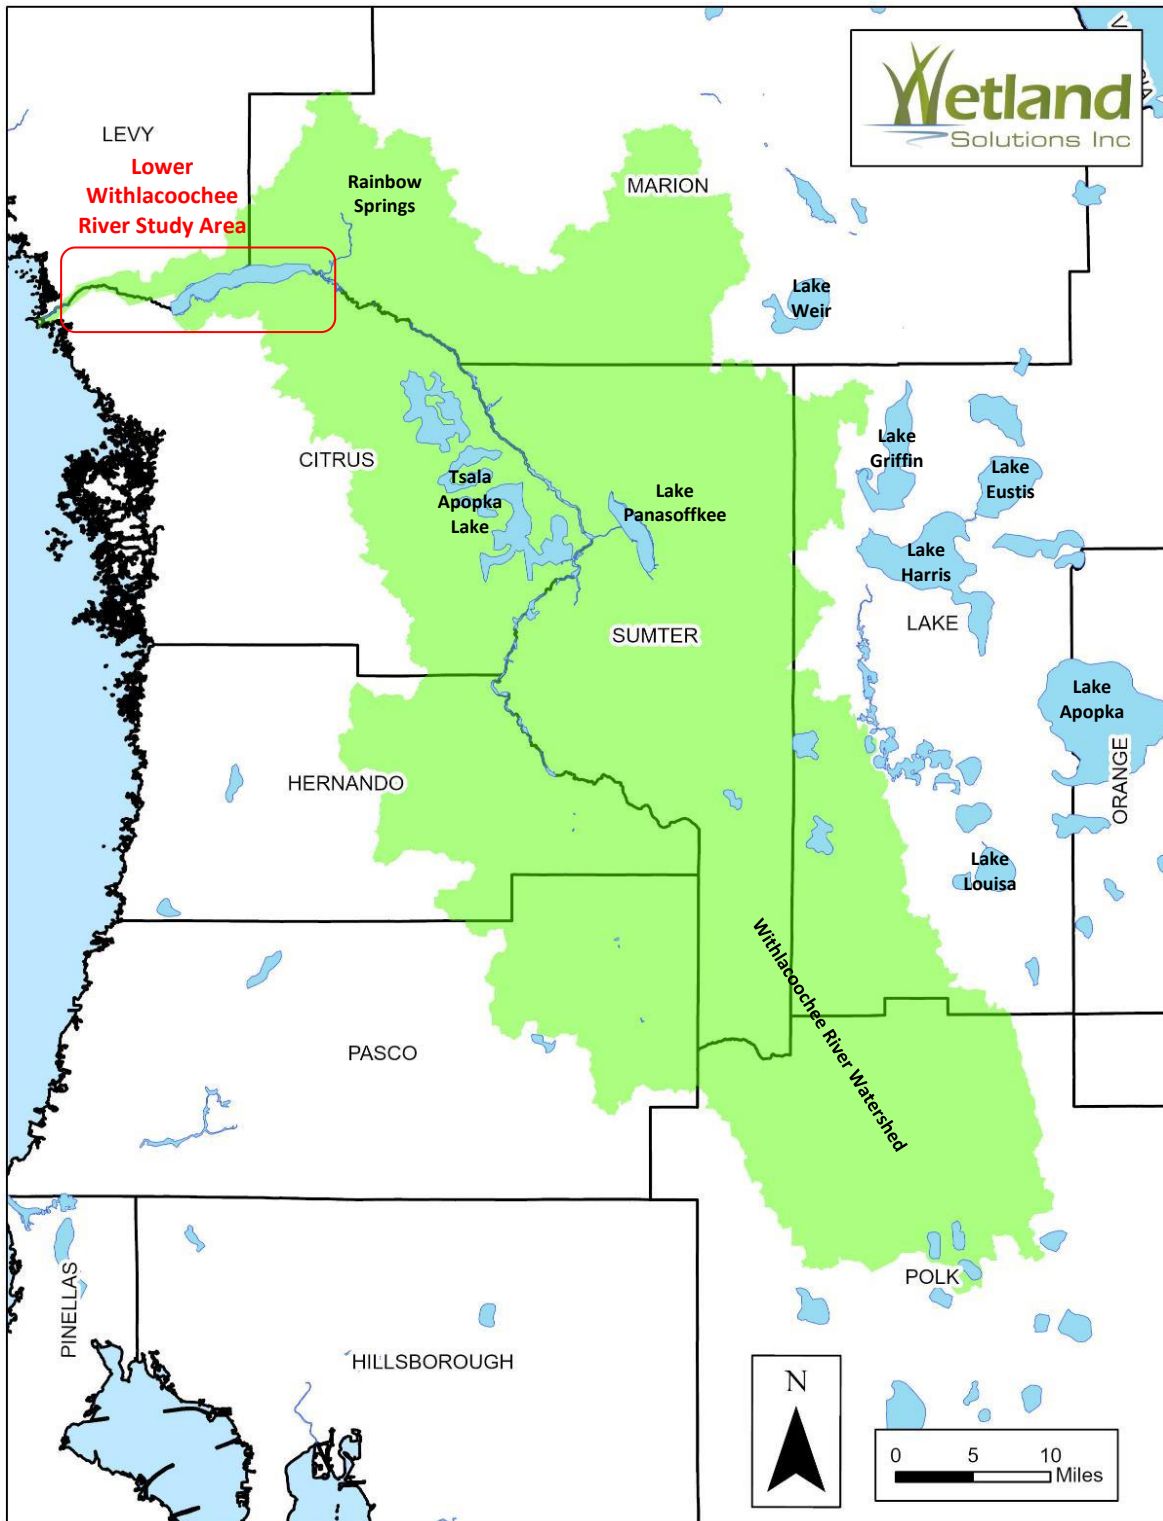 Wetland
Solutions Inc
LEVY
Lower
Withlacoochee
River Study Area
Rainbow
Springs
MARION
Lake
Weir
CITRUS
Tsala
Apopka
Lake
Lake
Panasoffkee
Lake
Griffin
Lake
Eustis
Lake
Harris
LAKE
SUMTER
Lake
Apopka
ORANGE
HERNANDO
Lake
Louisa
Withlacoochee River Watershed
PASCO
POLK
PINELLAS
HILLSBOROUGH
N
0 5 10
Miles